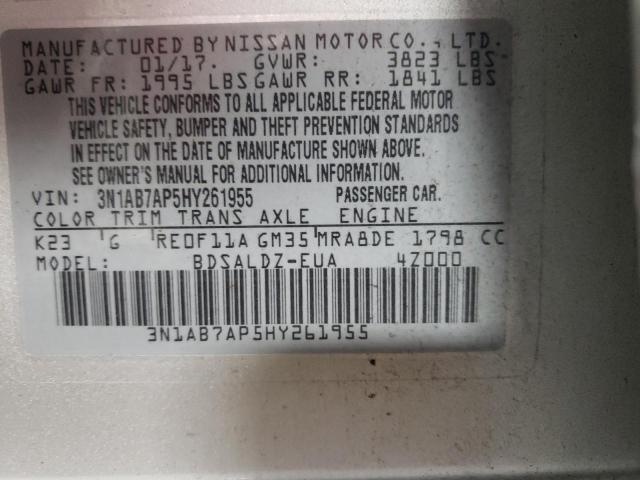 MANUFACTURED BY NISSAN MOTOR CO., LTD.
DATE: 01/17. GVWR: 3823 LBS
GAWR FR: 1995 LBS GAWR RR: 1841 LBS
THIS VEHICLE CONFORMS TO ALL APPLICABLE FEDERAL MOTOR
VEHICLE SAFETY, BUMPER AND THEFT PREVENTION STANDARDS
IN EFFECT ON THE DATE OF MANUFACTURE SHOWN ABOVE.
SEE OWNER'S MANUAL FOR ADDITIONAL INFORMATION.
VIN: 3N1AB7AP5HY261955 PASSENGER CAR.
COLOR TRIM TRANS AXLE ENGINE
K23 G RE0F11A GM35 MRA8DE 1798 CC
MODEL: BDSALDZ-EUA 4Z000
3N1AB7AP5HY261955